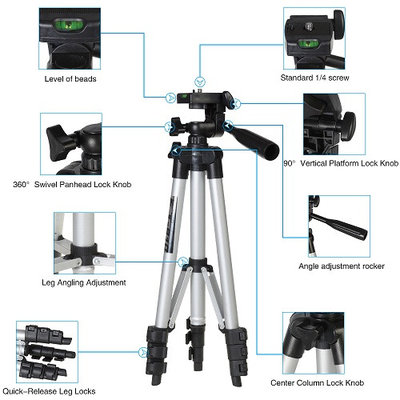 Level of beads
Standard 1/4 screw
90° Vertical Platform Lock Knob
360° Swivel Panhead Lock Knob
Angle adjustment rocker
Leg Angling Adjustment
Center Column Lock Knob
Quick-Release Leg Locks